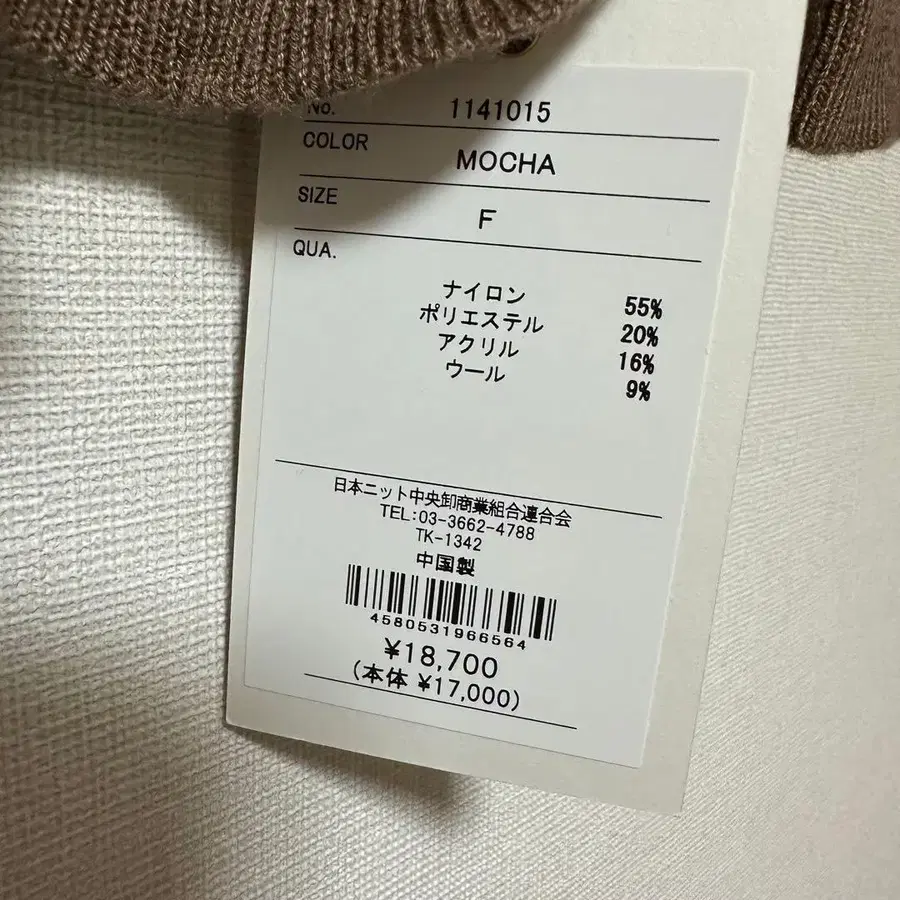 No. 1141015
COLOR MOCHA
SIZE F
QUA.
ナイロン 55%
ポリエステル 20%
アクリル 16%
ウール 9%
日本ニット中央卸商業組合連合会
TEL:03-3662-4788
TK-1342
中国製
4580531966564
¥18,700
(本体 ¥17,000)